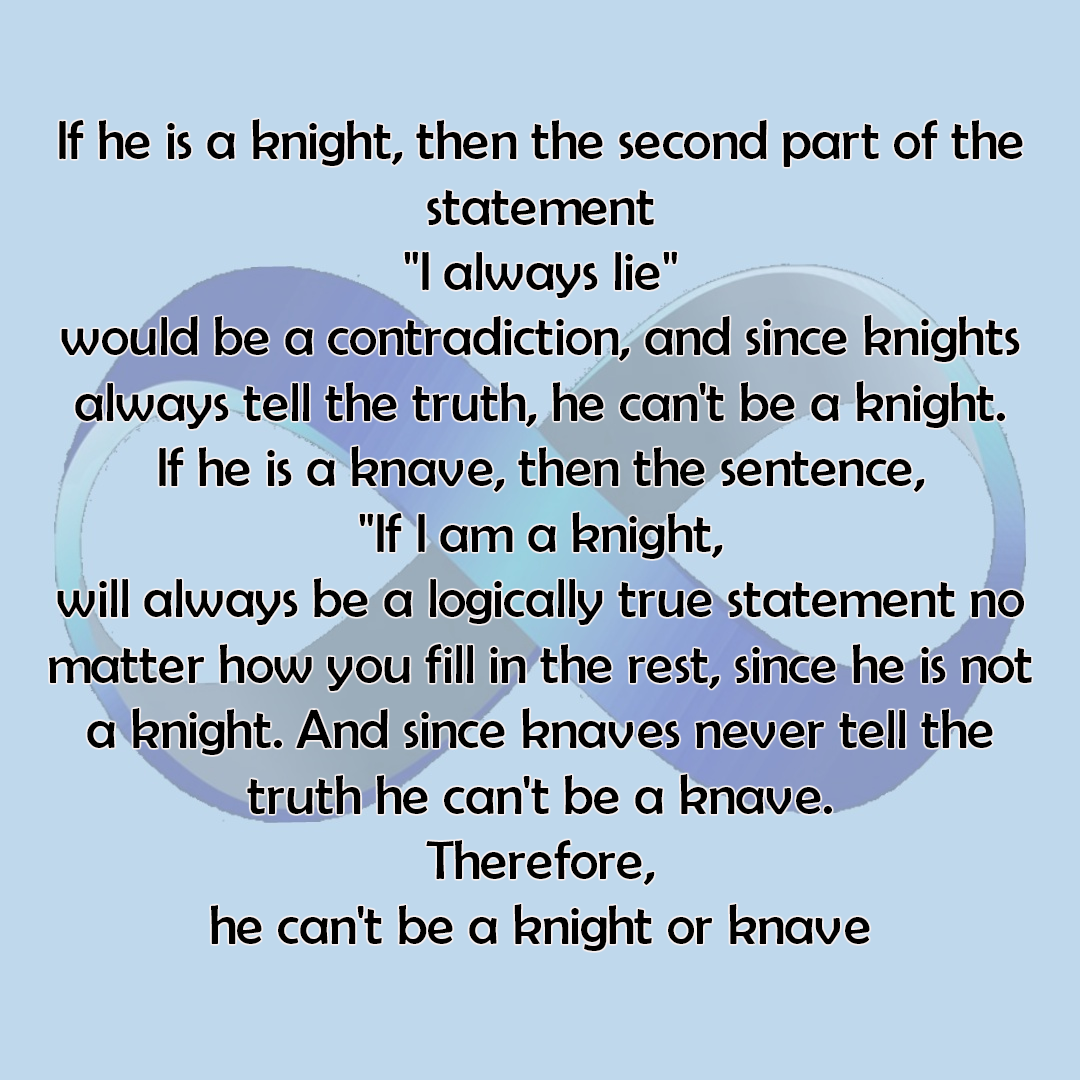 If he is a knight, then the second part of the
statement
"I always lie"
would be a contradiction, and since knights
always tell the truth, he can't be a knight.
If he is a knave, then the sentence,
"If I am a knight,
will always be a logically true statement no
matter how you fill in the rest, since he is not
a knight. And since knaves never tell the
truth he can't be a knave.
Therefore,
he can't be a knight or knave